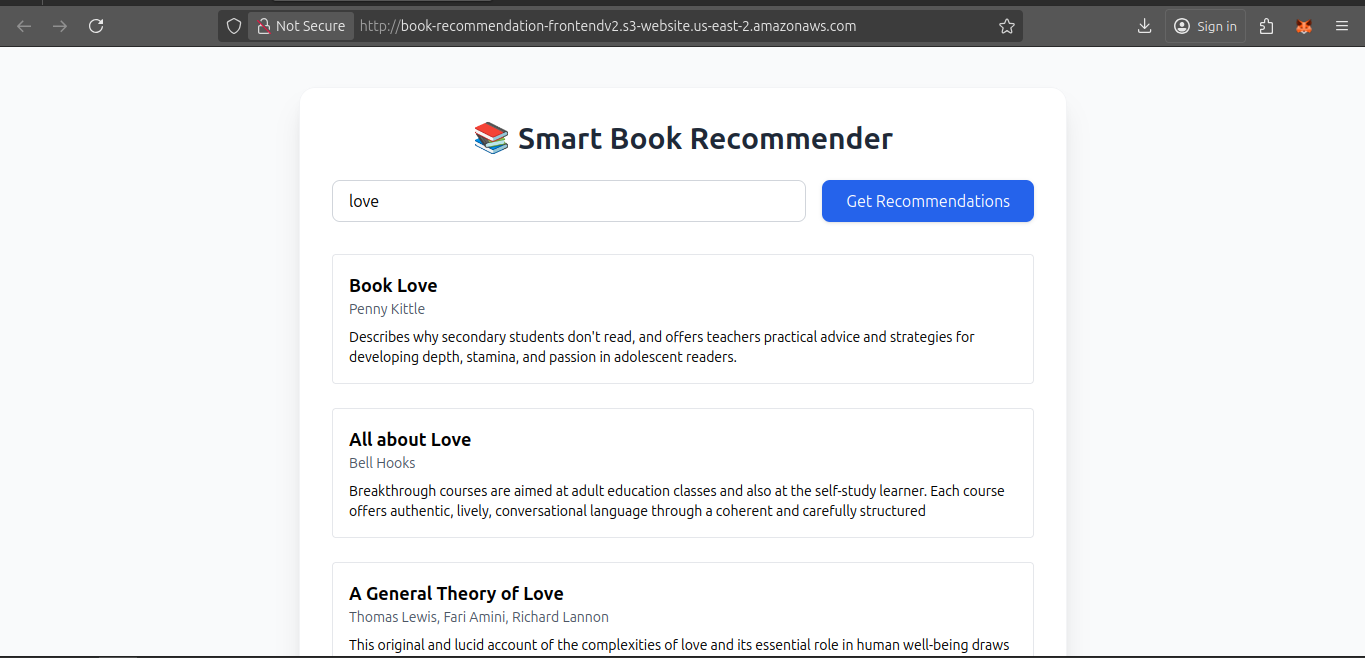 Not Secure
http://book-recommendation-frontendv2.s3-website.us-east-2.amazonaws.com
Sign in
📚 Smart Book Recommender
love
Get Recommendations
Book Love
Penny Kittle
Describes why secondary students don't read, and offers teachers practical advice and strategies for
developing depth, stamina, and passion in adolescent readers.
All about Love
Bell Hooks
Breakthrough courses are aimed at adult education classes and also at the self-study learner. Each course
offers authentic, lively, conversational language through a coherent and carefully structured
A General Theory of Love
Thomas Lewis, Fari Amini, Richard Lannon
This original and lucid account of the complexities of love and its essential role in human well-being draws